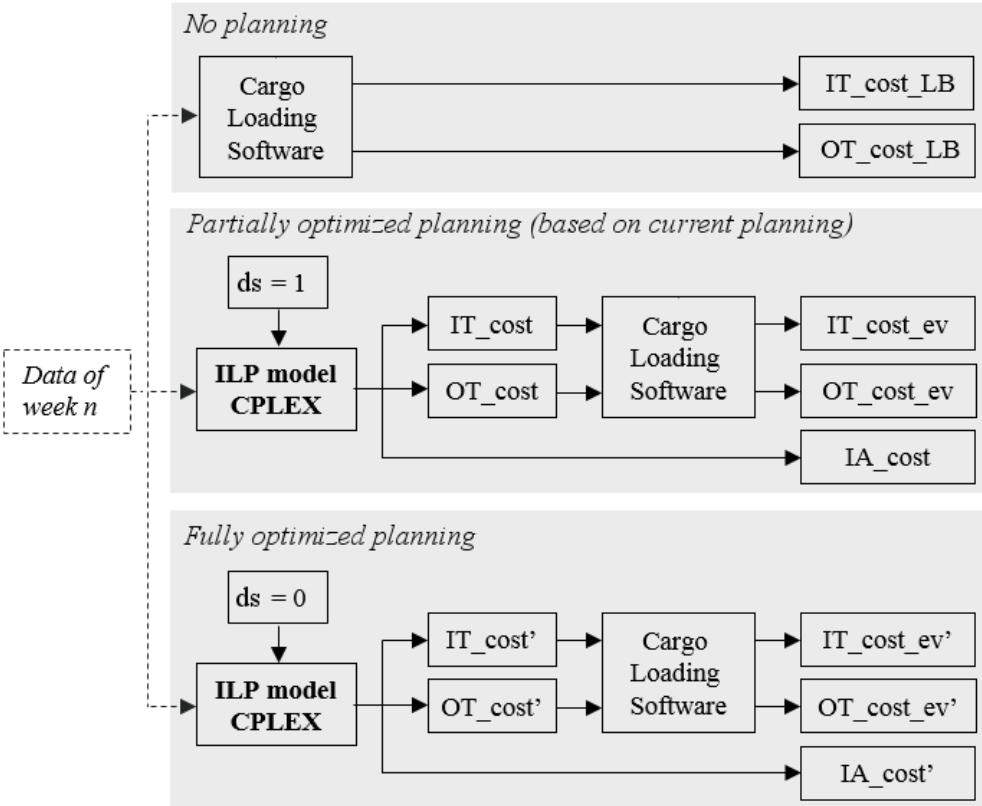 No planning
Cargo
Loading
Software
IT_cost_LB
OT_cost_LB
Partially optimized planning (based on current planning)
ds = 1
ILP model
CPLEX
IT_cost
OT_cost
Cargo
Loading
Software
IT_cost_ev
OT_cost_ev
IA_cost
Data of
week n
Fully optimized planning
ds = 0
ILP model
CPLEX
IT_cost’
OT_cost’
Cargo
Loading
Software
IT_cost_ev’
OT_cost_ev’
IA_cost’